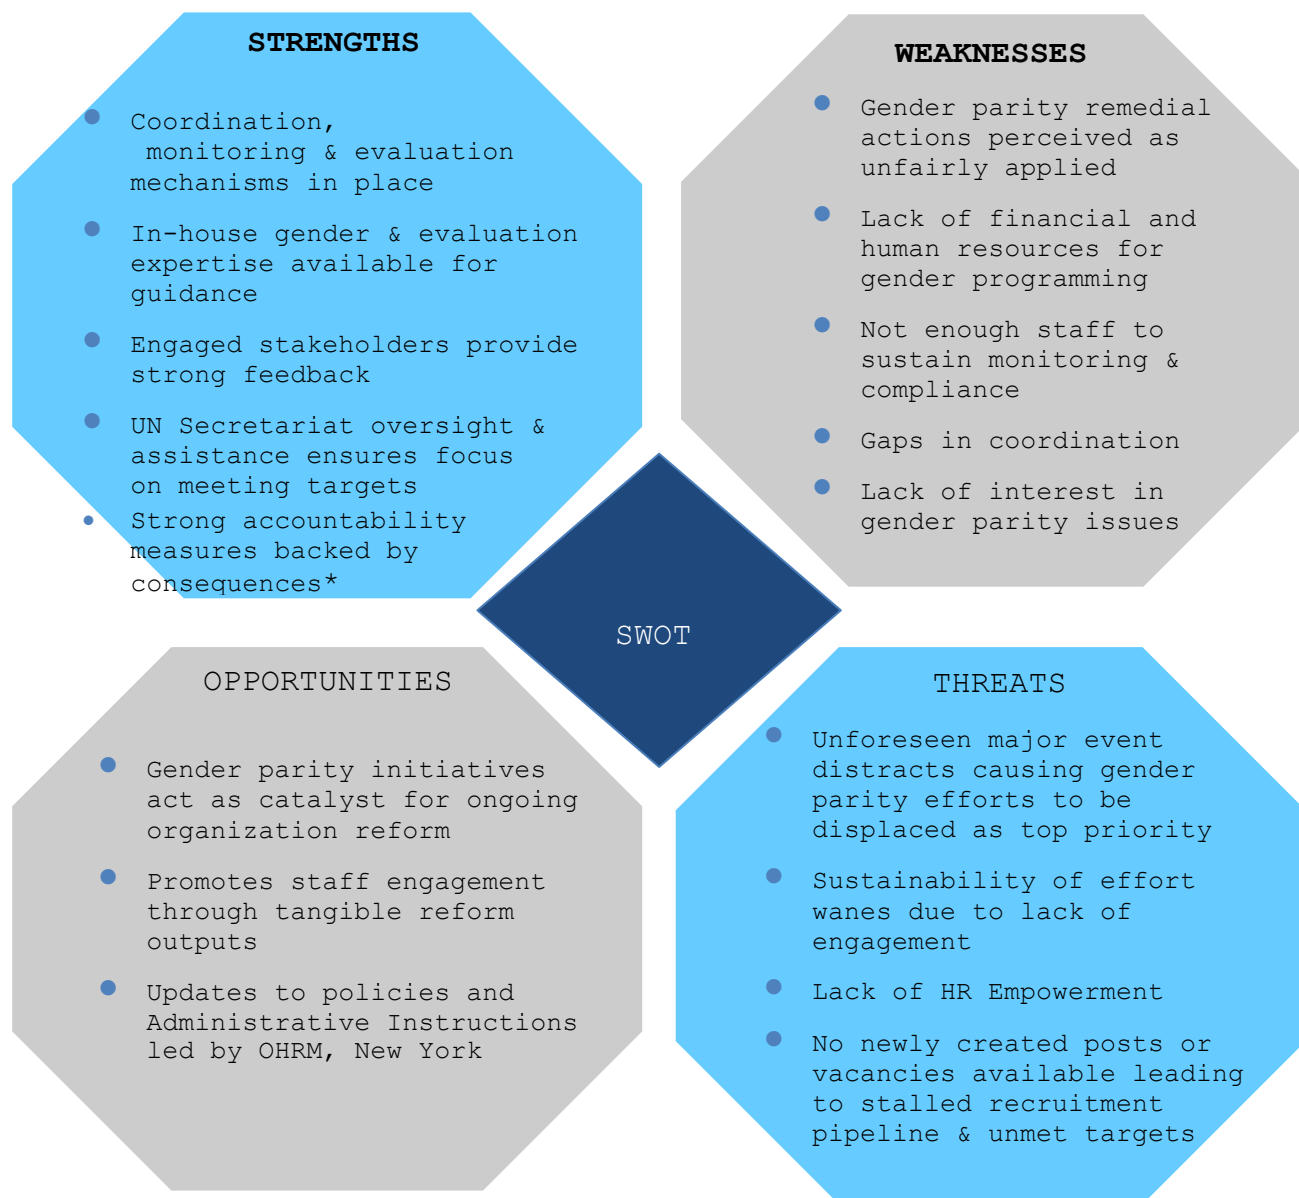 STRENGTHS
Coordination,
monitoring & evaluation
mechanisms in place
In-house gender & evaluation
expertise available for
guidance
Engaged stakeholders provide
strong feedback
UN Secretariat oversight &
assistance ensures focus
on meeting targets
Strong accountability
measures backed by
consequences*
WEAKNESSES
Gender parity remedial
actions perceived as
unfairly applied
Lack of financial and
human resources for
gender programming
Not enough staff to
sustain monitoring &
compliance
Gaps in coordination
Lack of interest in
gender parity issues
SWOT
OPPORTUNITIES
Gender parity initiatives
act as catalyst for ongoing
organization reform
Promotes staff engagement
through tangible reform
outputs
Updates to policies and
Administrative Instructions
led by OHRM, New York
THREATS
Unforeseen major event
distracts causing gender
parity efforts to be
displaced as top priority
Sustainability of effort
wanes due to lack of
engagement
Lack of HR Empowerment
No newly created posts or
vacancies available leading
to stalled recruitment
pipeline & unmet targets